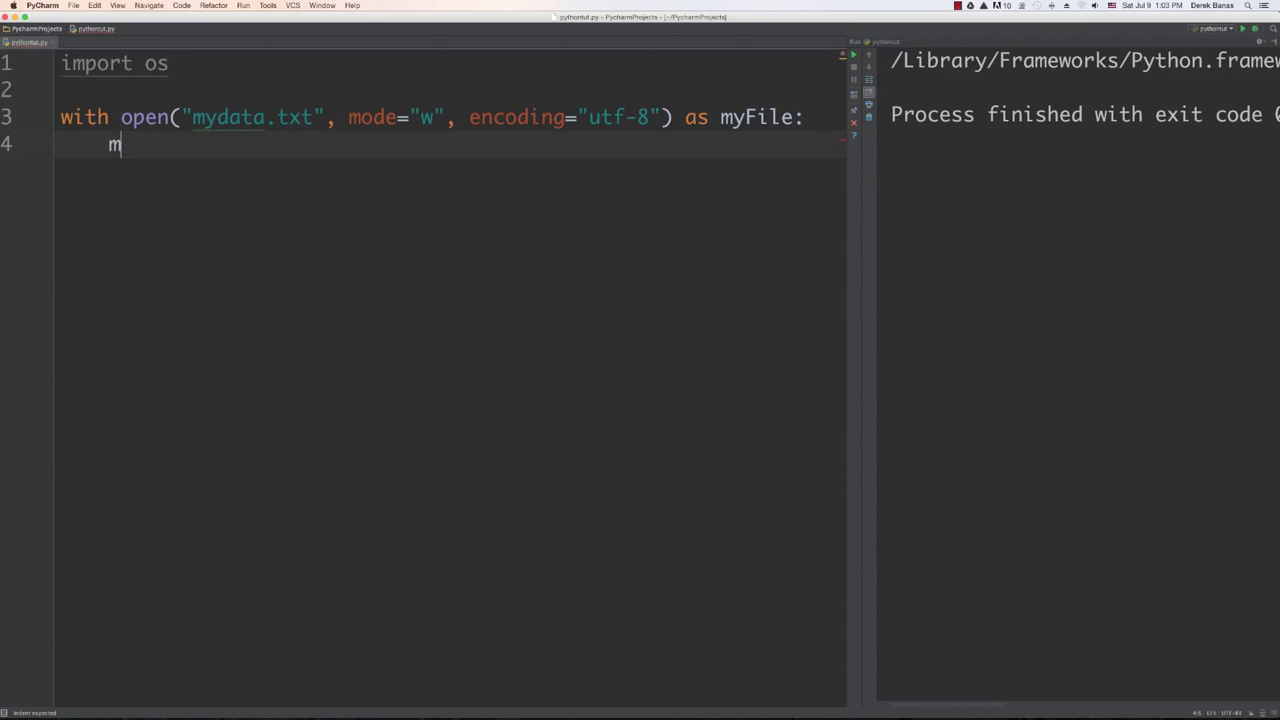 PyCharm File Edit View Navigate Code Refactor Run Tools VCS Window Help 10 Sat Jul 9 1:03 PM Derek Banas
pythontut.py - PycharmProjects - [~/PycharmProjects]
PycharmProjects pythontut.py pythontut
pythontut.py Run: pythontut
1 import os
2
3 with open("mydata.txt", mode="w", encoding="utf-8") as myFile:
4 m
/Library/Frameworks/Python.framew
Process finished with exit code 0
Indent expected 4:6 LF÷ UTF-8÷